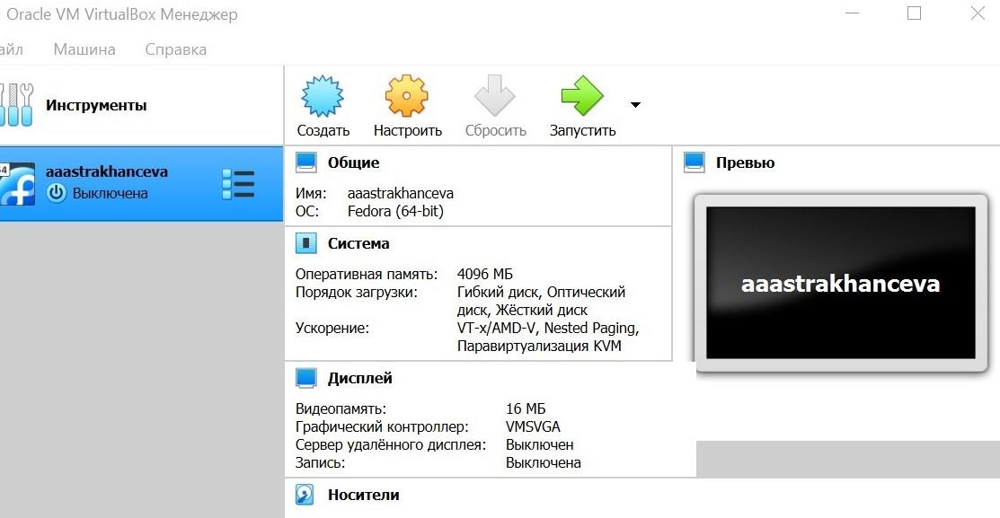 Oracle VM VirtualBox Менеджер
айл Машина Справка
Инструменты
Создать Настроить Сбросить Запустить
64
aaastrakhanceva
Выключена
Общие
Имя: aaastrakhanceva
ОС: Fedora (64-bit)
Система
Оперативная память: 4096 МБ
Порядок загрузки: Гибкий диск, Оптический
диск, Жёсткий диск
Ускорение: VT-x/AMD-V, Nested Paging,
Паравиртуализация KVM
Дисплей
Видеопамять: 16 МБ
Графический контроллер: VMSVGA
Сервер удалённого дисплея: Выключен
Запись: Выключена
Носители
Превью
aaastrakhanceva